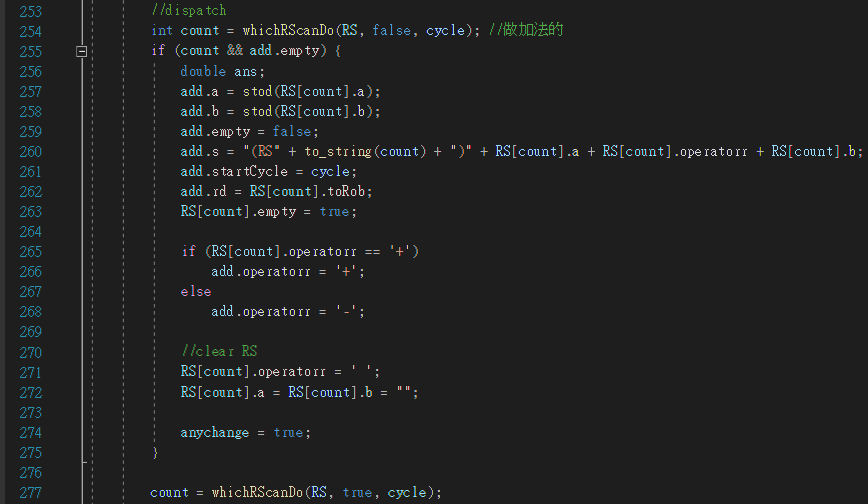 253 //dispatch
254 int count = whichRScanDo(RS, false, cycle); //做加法的
255 if (count && add.empty) {
256 double ans;
257 add.a = stod(RS[count].a);
258 add.b = stod(RS[count].b);
259 add.empty = false;
260 add.s = "(RS" + to_string(count) + ")" + RS[count].a + RS[count].operatorr + RS[count].b;
261 add.startCycle = cycle;
262 add.rd = RS[count].toRob;
263 RS[count].empty = true;
264
265 if (RS[count].operatorr == '+')
266 add.operatorr = '+';
267 else
268 add.operatorr = '-';
269
270 //clear RS
271 RS[count].operatorr = ' ';
272 RS[count].a = RS[count].b = "";
273
274 anychange = true;
275 }
276
277 count = whichRScanDo(RS, true, cycle);